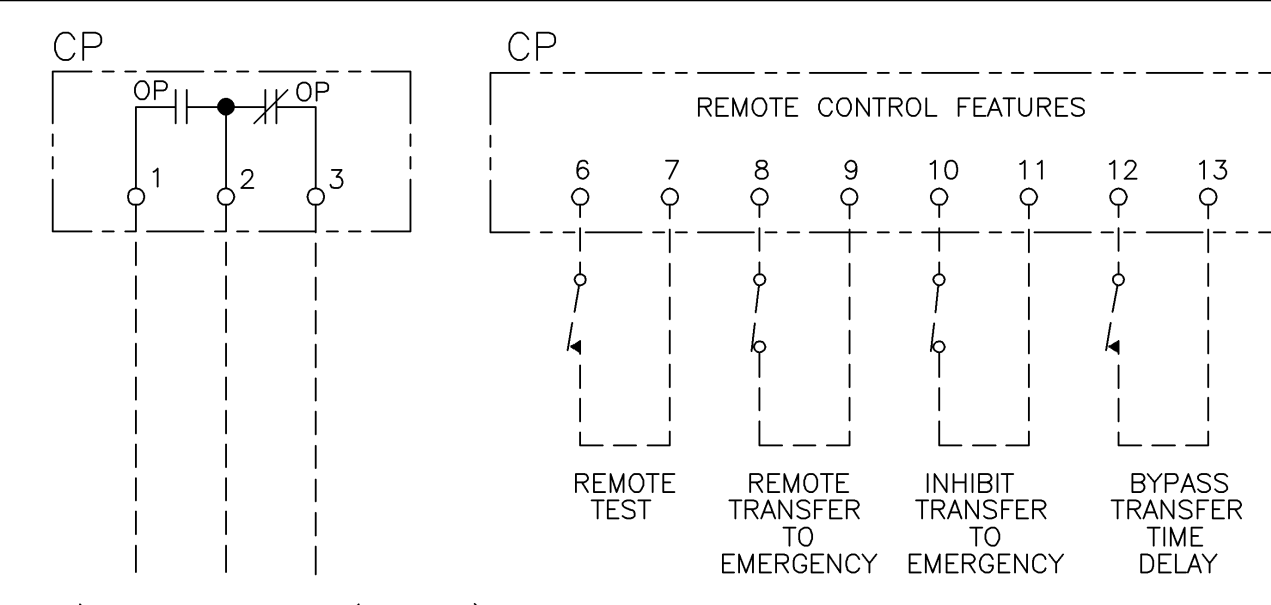 CP
OP
OP
1
2
3
CP
REMOTE CONTROL FEATURES
6 7 8 9 10 11 12 13
REMOTE
TEST
REMOTE
TRANSFER
TO
EMERGENCY
INHIBIT
TRANSFER
TO
EMERGENCY
BYPASS
TRANSFER
TIME
DELAY